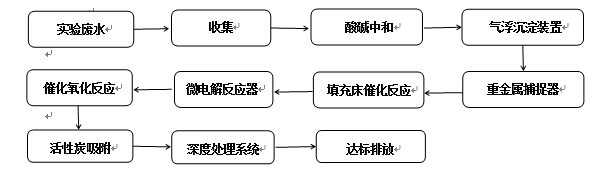 实验废水 收集 酸碱中和 气浮沉淀装置
催化氧化反应 微电解反应器 填充床催化反应 重金属捕捉器
活性炭吸附 深度处理系统 达标排放